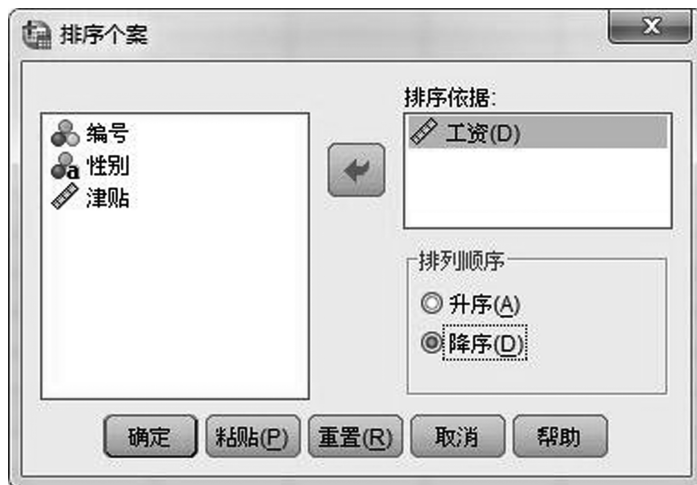 排序个案
排序依据:
编号
性别
津贴
工资(D)
排列顺序
升序(A)
降序(D)
确定
粘贴(P)
重置(R)
取消
帮助